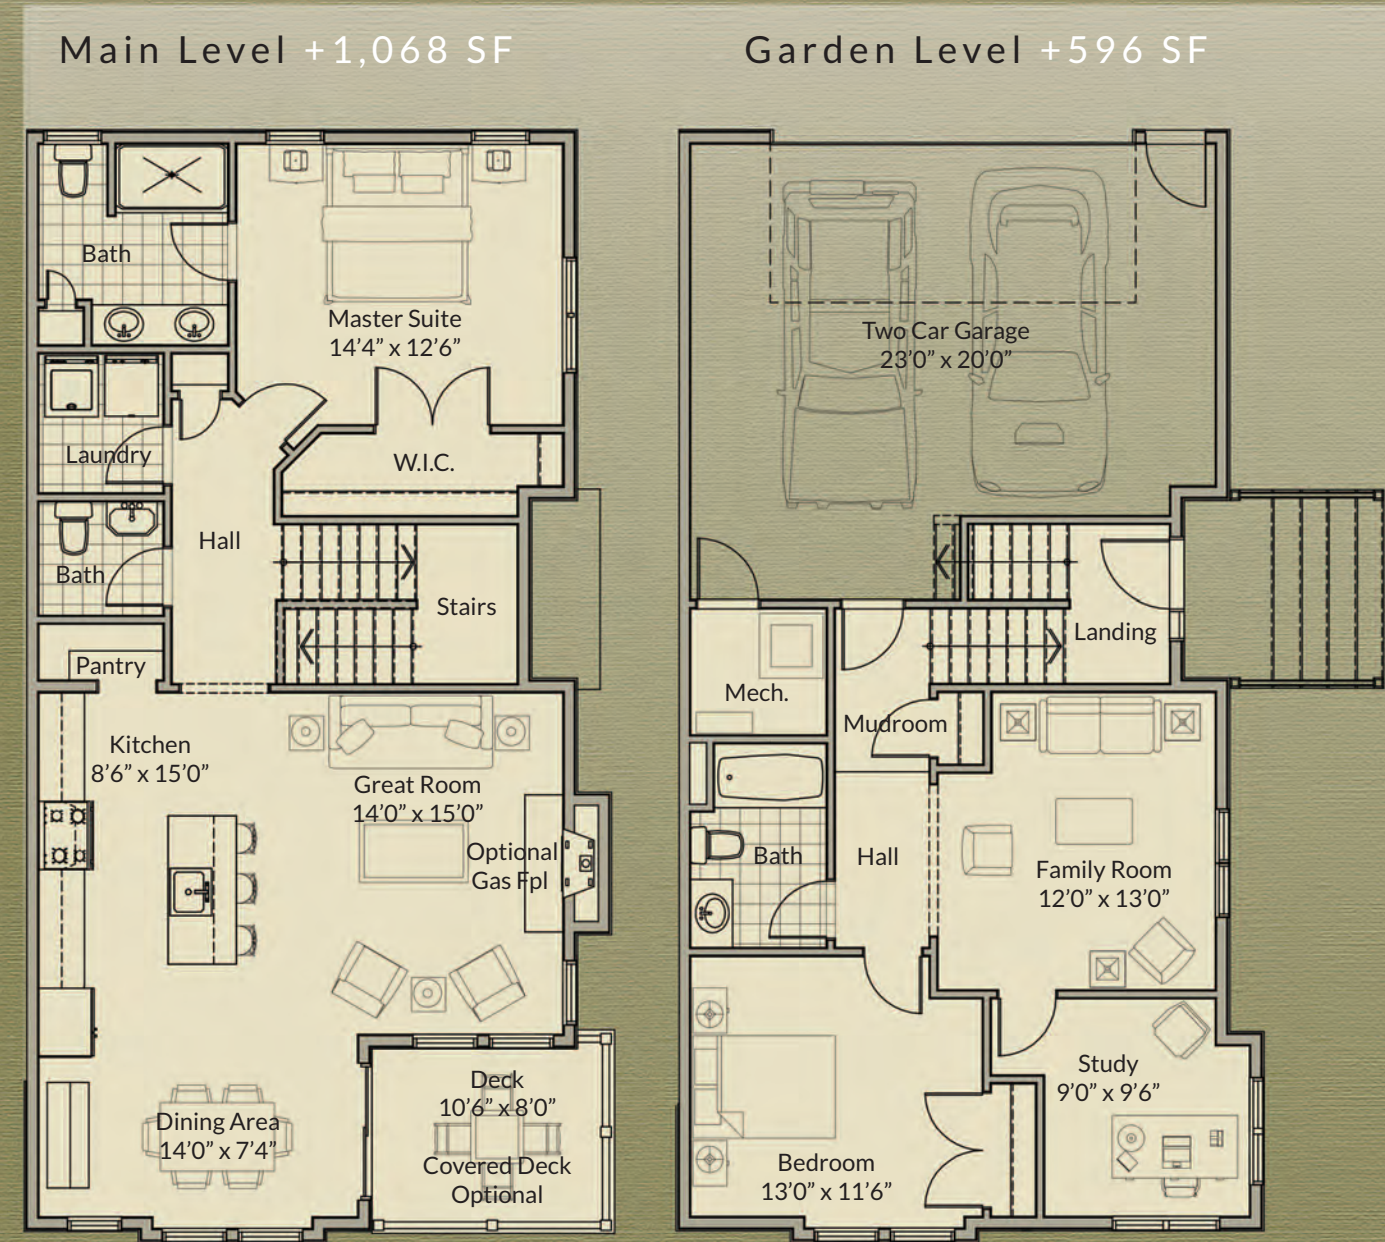 Main Level +1,068 SF
Bath
Master Suite
14'4" x 12'6"
Laundry
W.I.C.
Hall
Bath
Stairs
Pantry
Kitchen
8'6" x 15'0"
Great Room
14'0" x 15'0"
Optional
Gas Fpl
Dining Area
14'0" x 7'4"
Deck
10'6" x 8'0"
Covered Deck
Optional
Garden Level +596 SF
Two Car Garage
23'0" x 20'0"
Landing
Mech.
Mudroom
Bath
Hall
Family Room
12'0" x 13'0"
Study
9'0" x 9'6"
Bedroom
13'0" x 11'6"